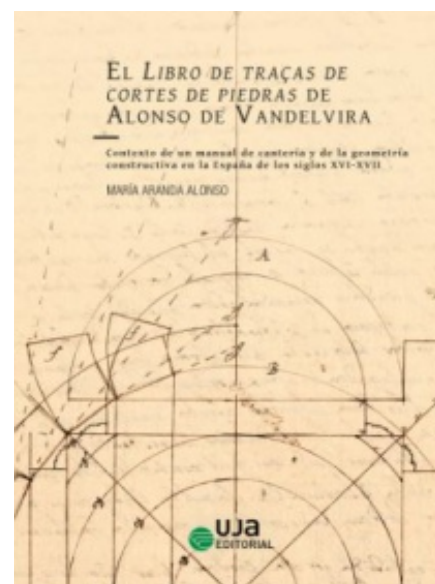 EL LIBRO DE TRAÇAS DE
CORTES DE PIEDRAS DE
ALONSO DE VANDELVIRA
Contexto de un manual de cantería y de la geometría
constructiva en la España de los siglos XVI-XVII
MARÍA ARANDA ALONSO
A
B
uja
EDITORIAL